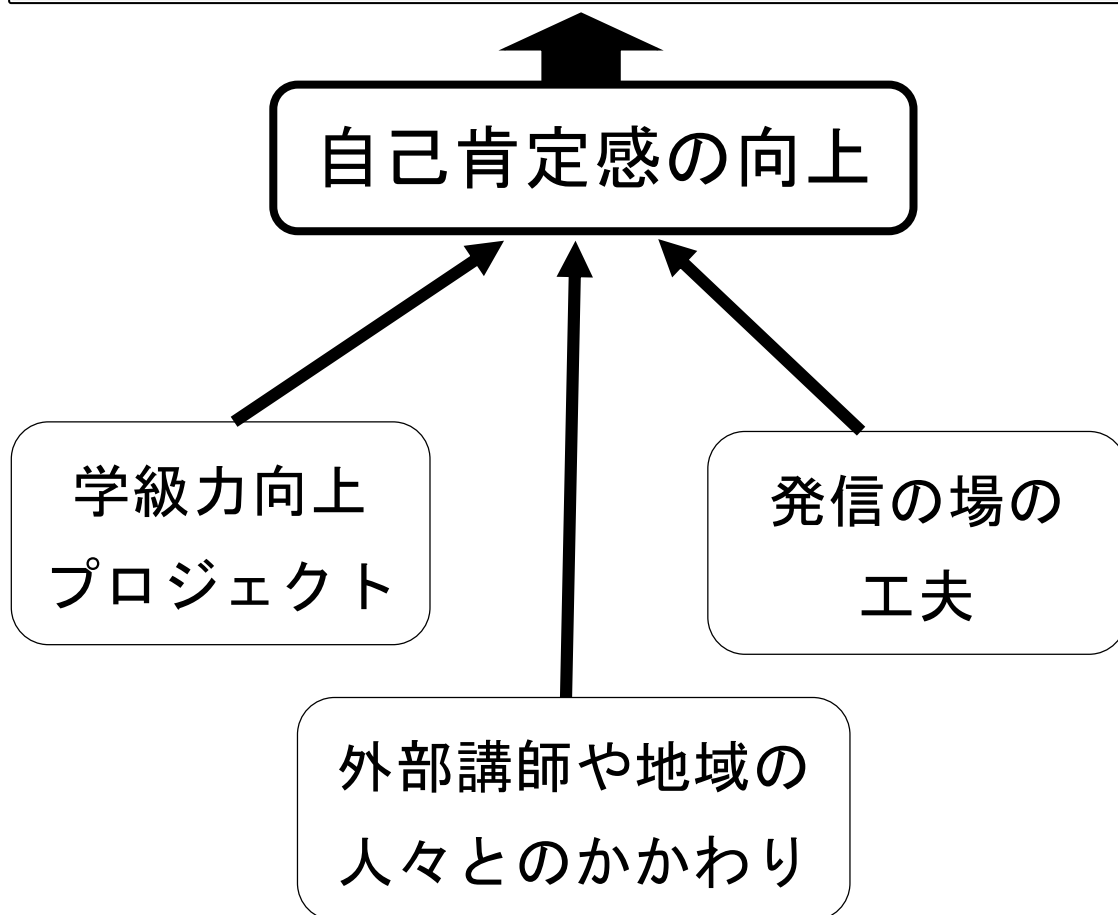 自己肯定感の向上
学級力向上
プロジェクト
発信の場の
工夫
外部講師や地域の
人々とのかかわり